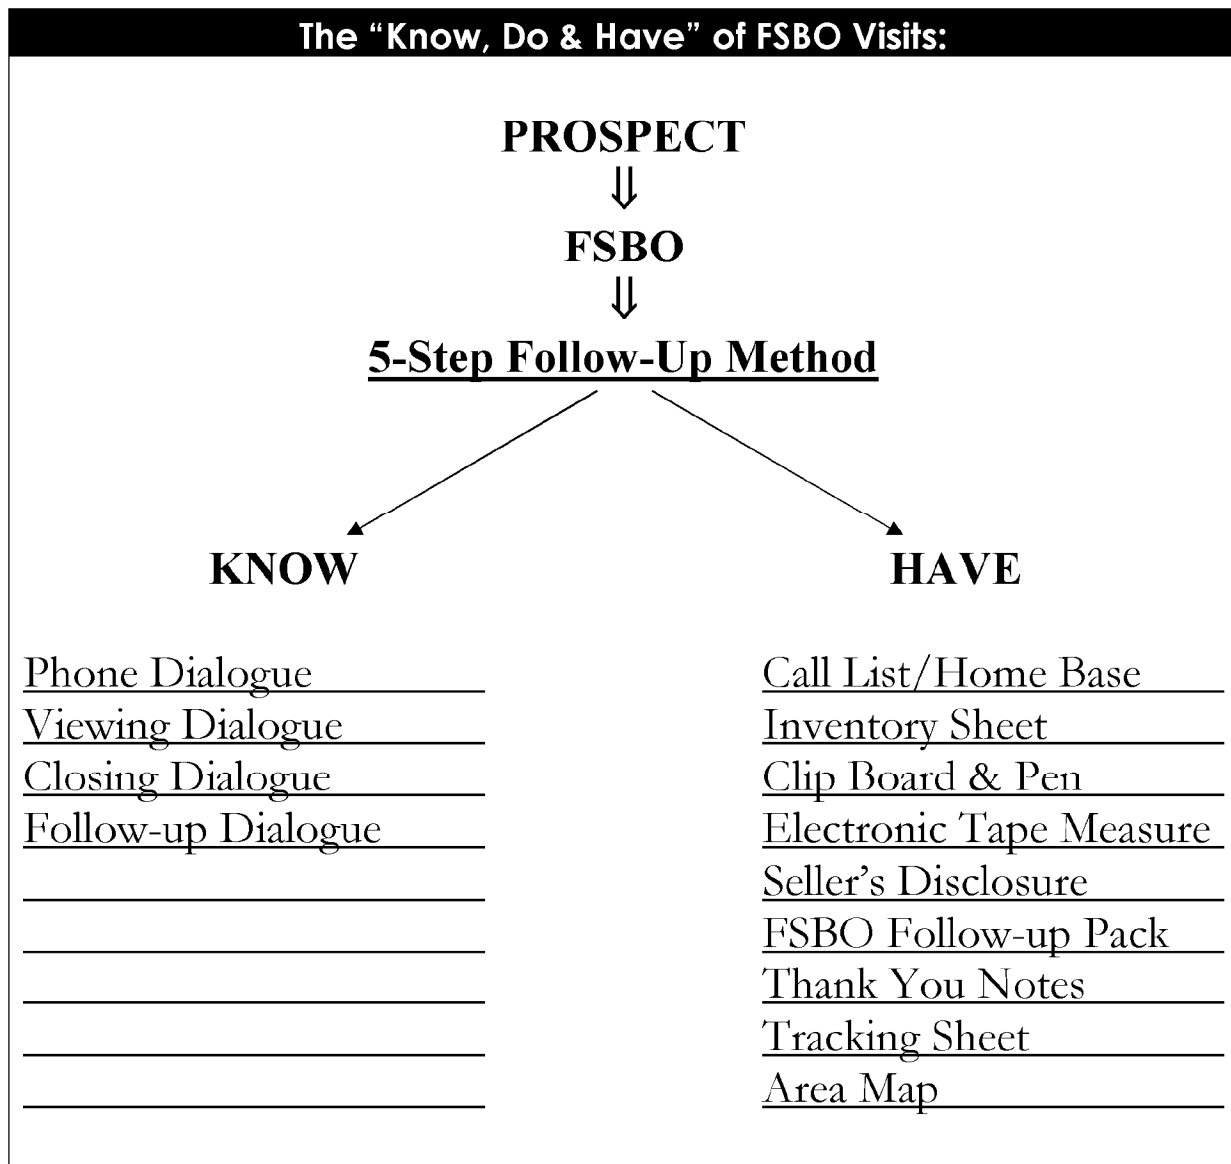 The “Know, Do & Have” of FSBO Visits:
PROSPECT
⇓
FSBO
⇓
5-Step Follow-Up Method
KNOW
HAVE
Phone Dialogue
Viewing Dialogue
Closing Dialogue
Follow-up Dialogue
Call List/Home Base
Inventory Sheet
Clip Board & Pen
Electronic Tape Measure
Seller’s Disclosure
FSBO Follow-up Pack
Thank You Notes
Tracking Sheet
Area Map